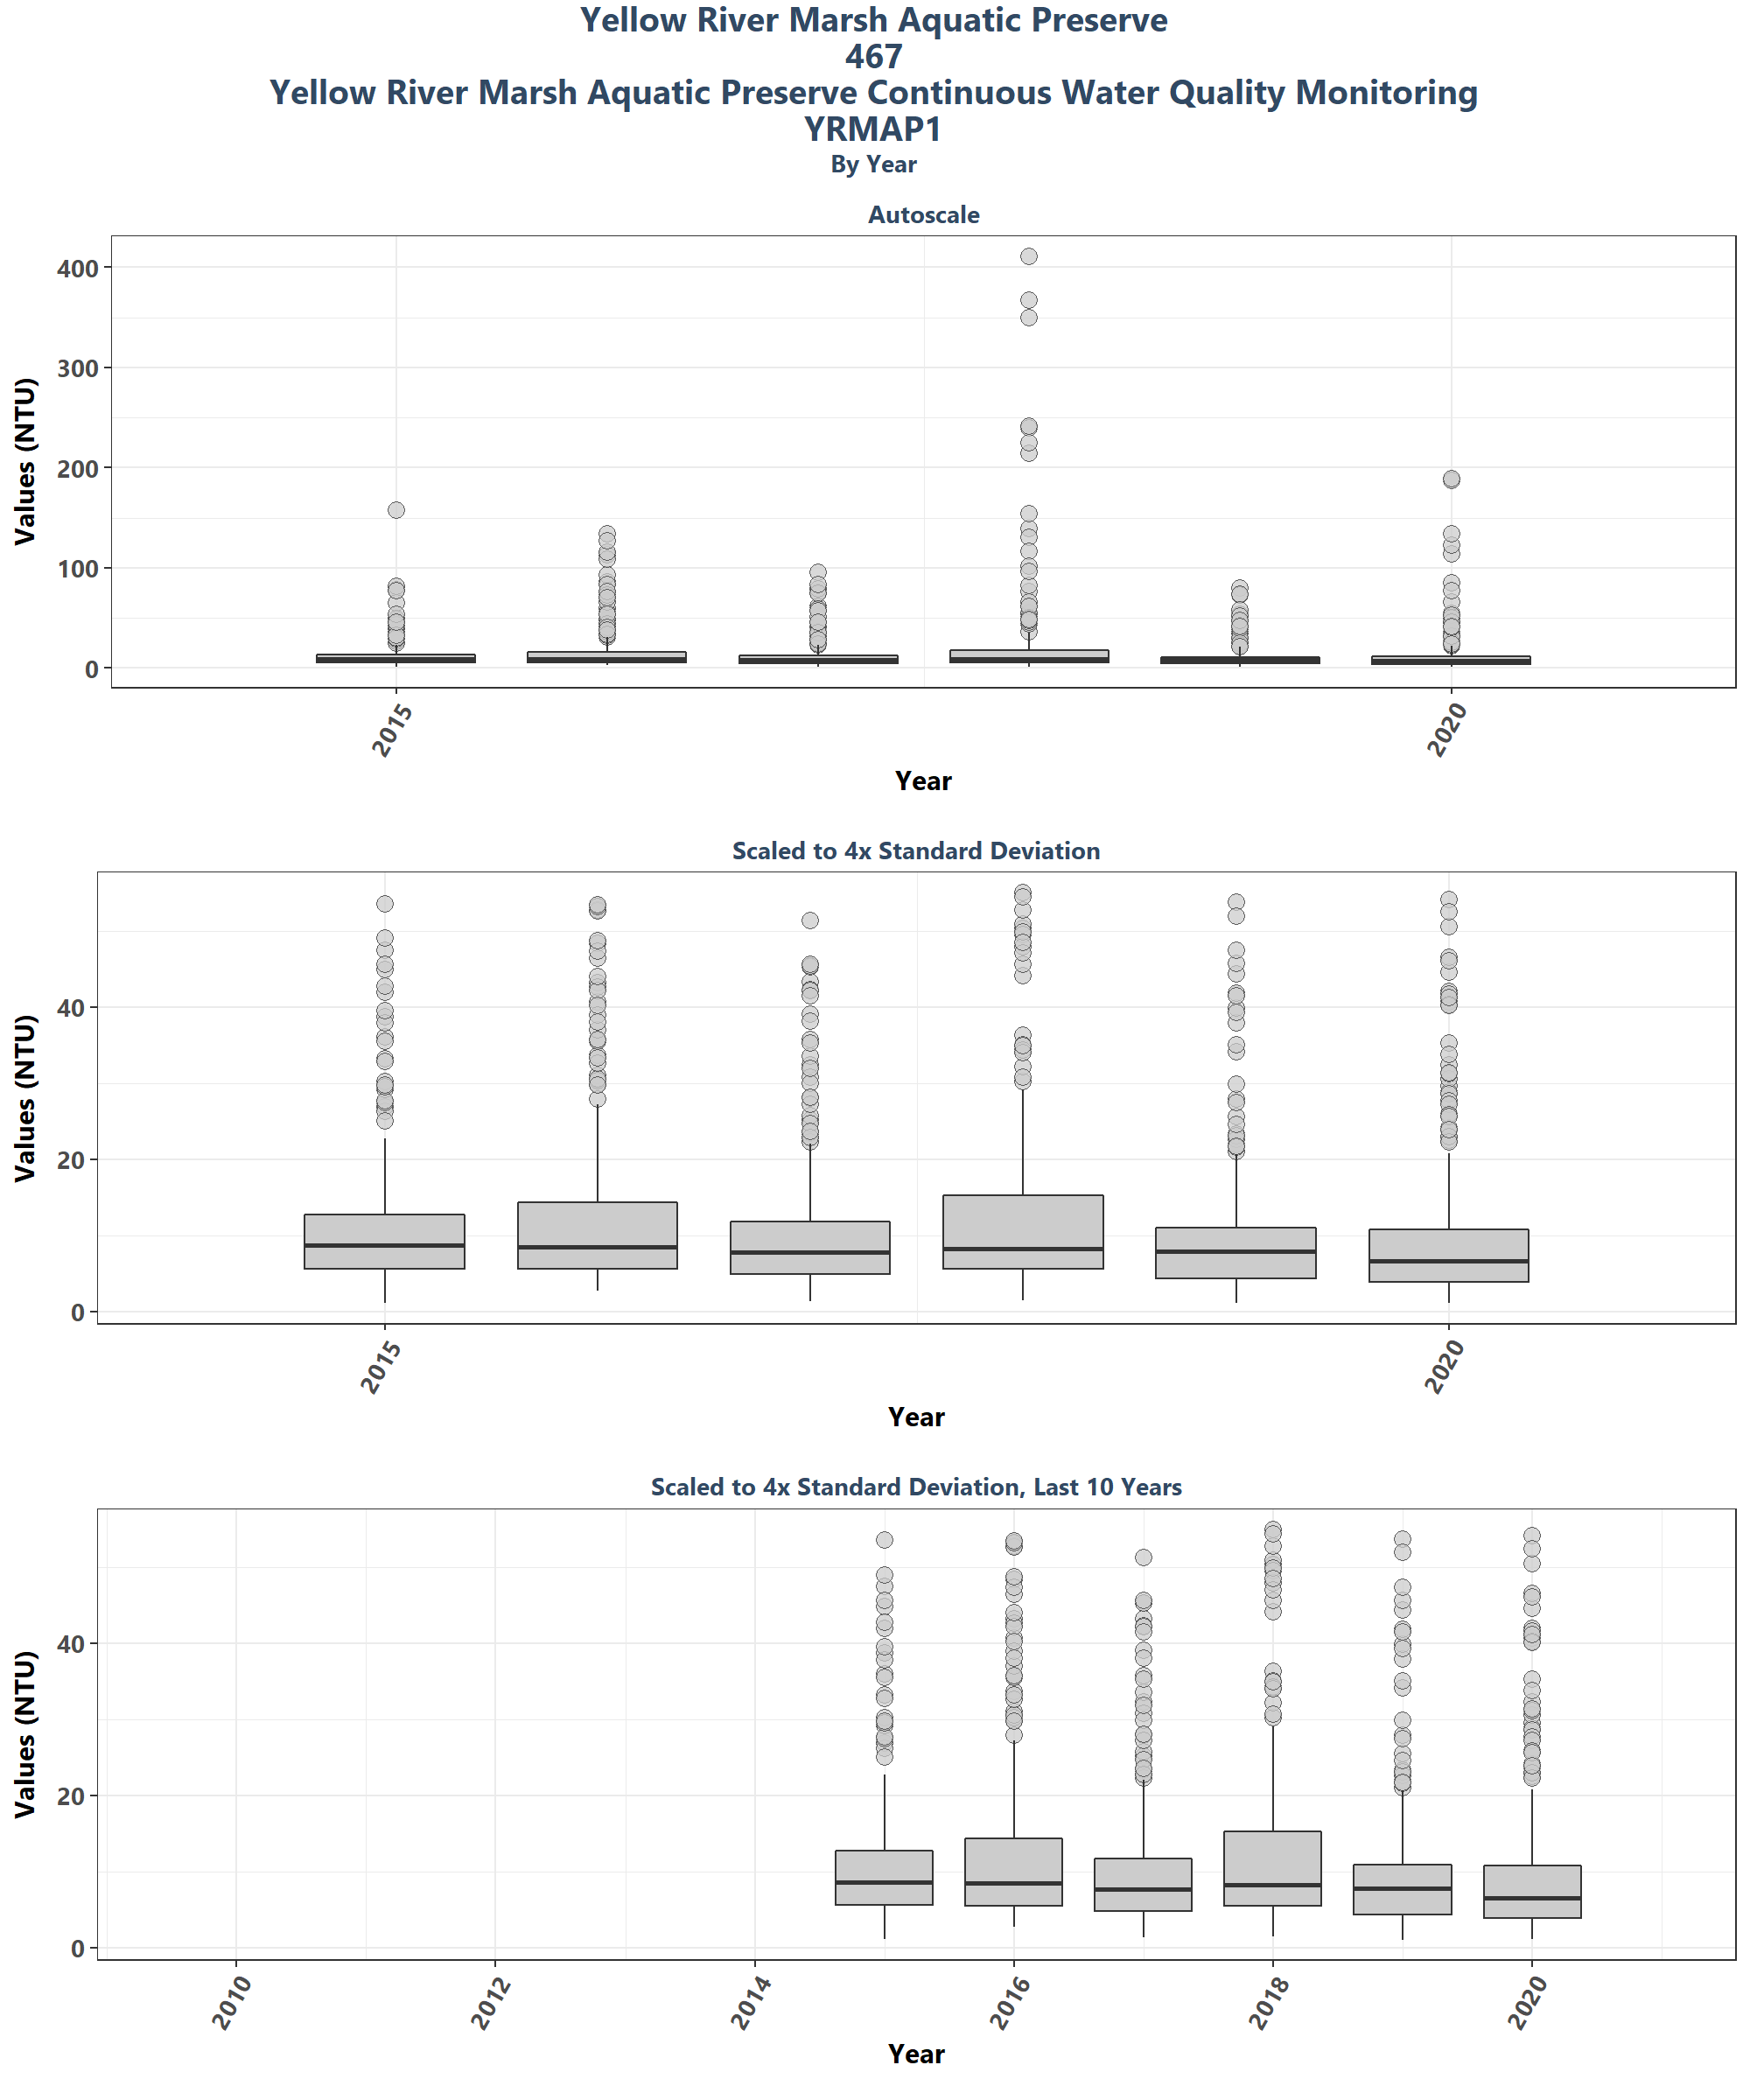 Yellow River Marsh Aquatic Preserve
467
Yellow River Marsh Aquatic Preserve Continuous Water Quality Monitoring
YRMAP1
By Year
Autoscale
Values (NTU)
400
300
200
100
0
2015
2020
Year
Scaled to 4x Standard Deviation
Values (NTU)
40
20
0
2015
2020
Year
Scaled to 4x Standard Deviation, Last 10 Years
Values (NTU)
40
20
0
2010
2012
2014
2016
2018
2020
Year